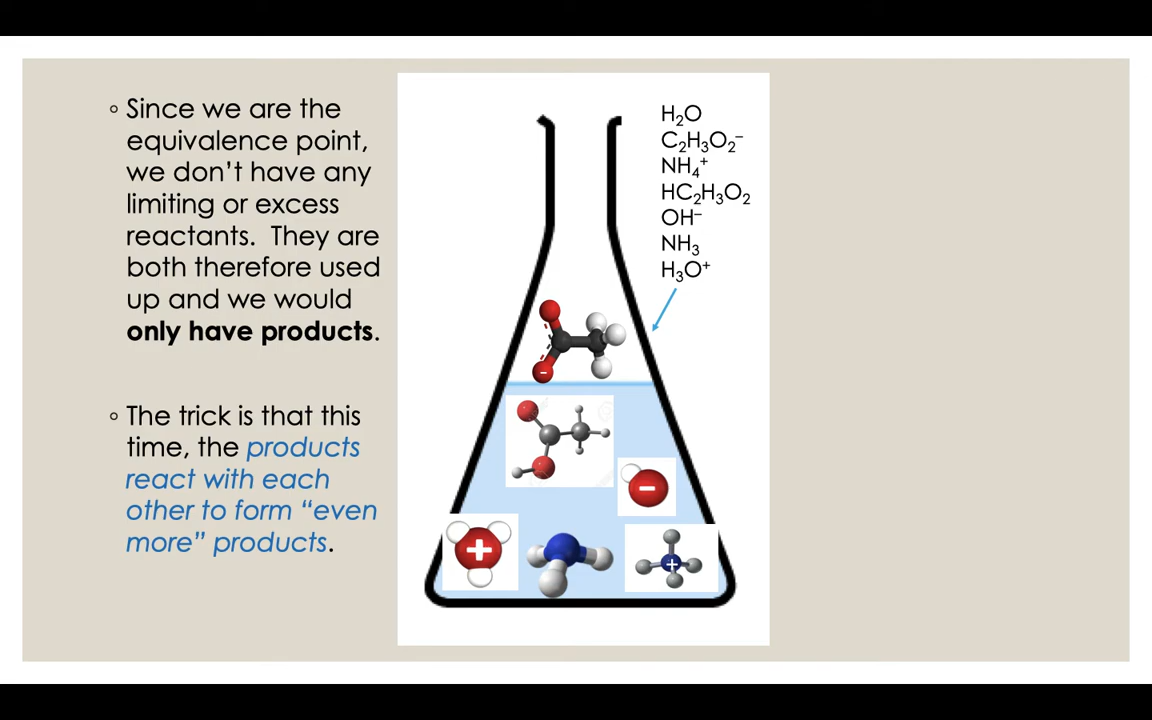 ◦ Since we are the
equivalence point,
we don’t have any
limiting or excess
reactants.  They are
both therefore used
up and we would
only have products.
◦ The trick is that this
time, the products
react with each
other to form “even
more” products.
H₂O
C₂H₃O₂⁻
NH₄⁺
HC₂H₃O₂
OH⁻
NH₃
H₃O⁺
−
−
+
+